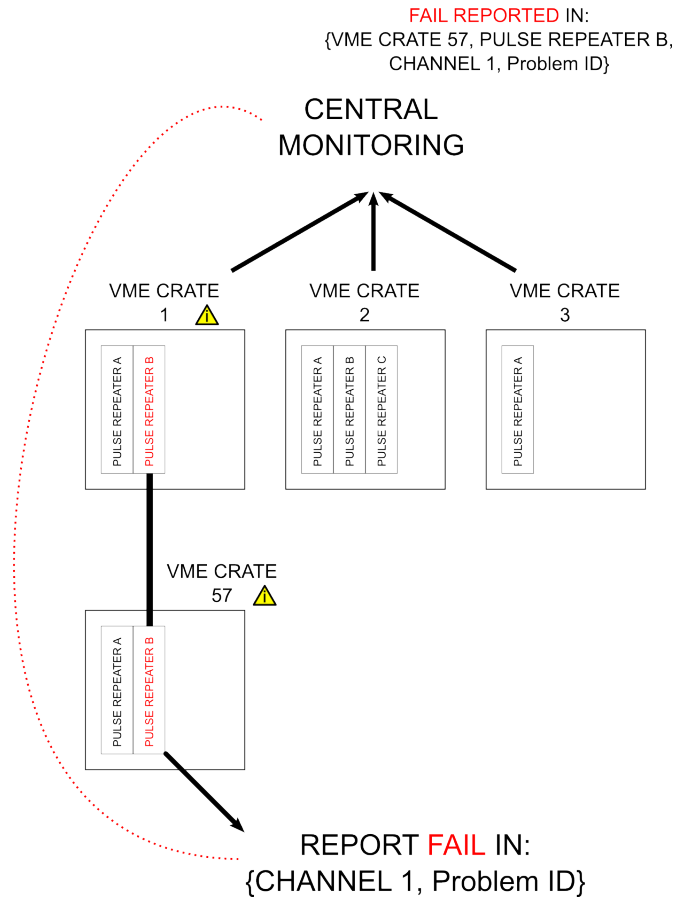 FAIL REPORTED IN:
{VME CRATE 57, PULSE REPEATER B,
CHANNEL 1, Problem ID}
CENTRAL
MONITORING
VME CRATE
1
i
VME CRATE
2
VME CRATE
3
PULSE REPEATER A
PULSE REPEATER B
PULSE REPEATER A
PULSE REPEATER B
PULSE REPEATER C
PULSE REPEATER A
VME CRATE
57
i
PULSE REPEATER A
PULSE REPEATER B
REPORT FAIL IN:
{CHANNEL 1, Problem ID}